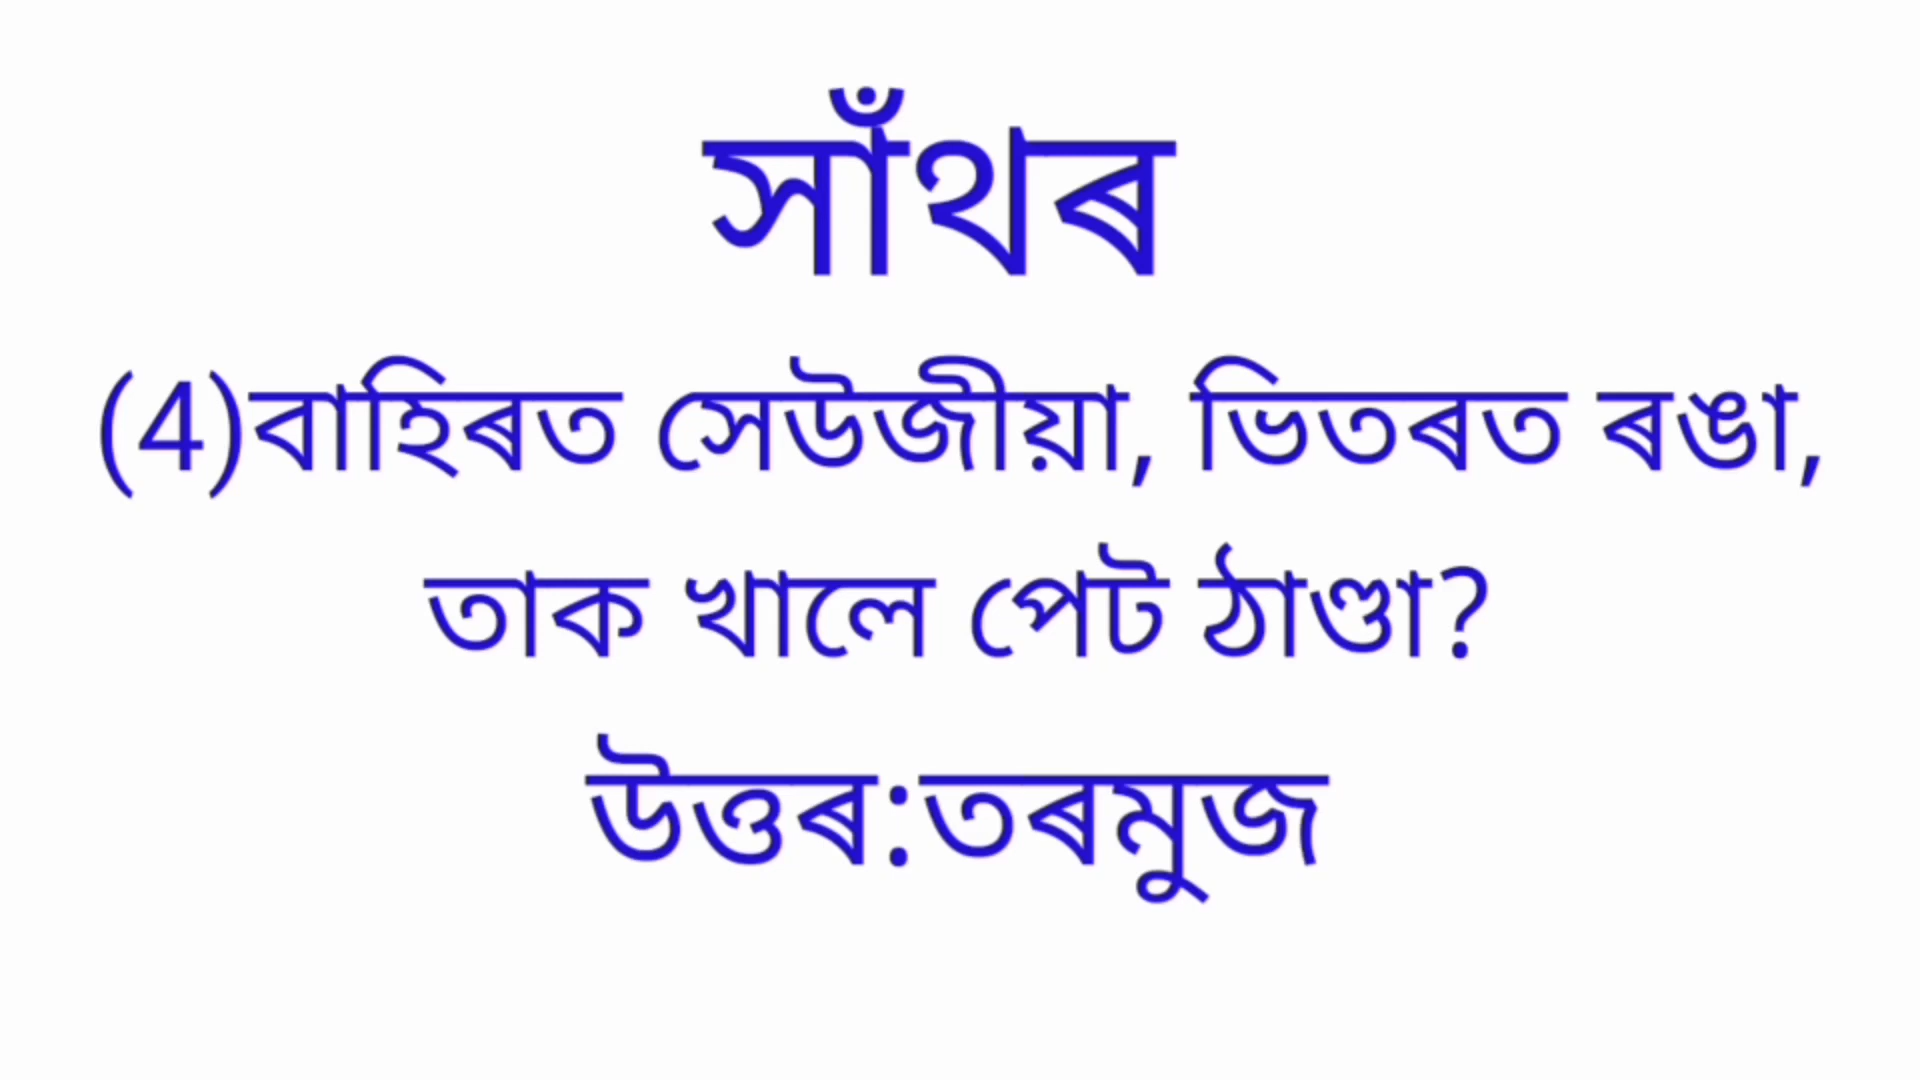 সাঁথৰ
(4)বাহিৰত সেউজীয়া, ভিতৰত ৰঙা,
তাক খালে পেট ঠাণ্ডা?
উত্তৰ:তৰমুজ